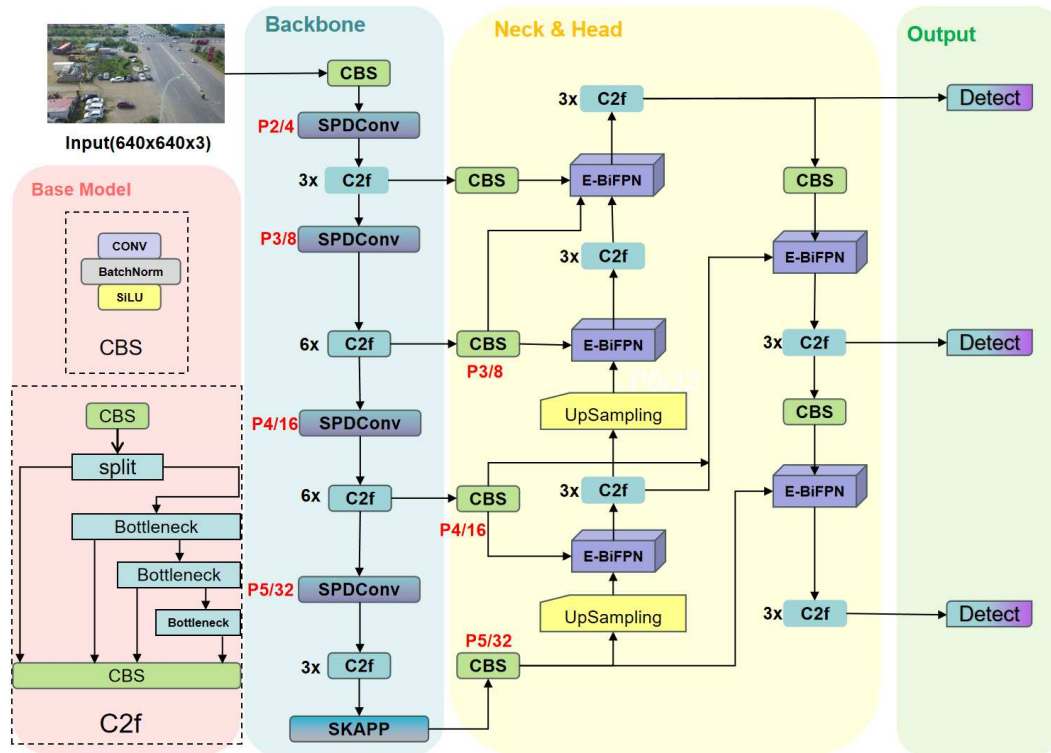 Backbone
Neck & Head
Output
Input(640x640x3)
CBS
P2/4
SPDConv
3x
C2f
P3/8
SPDConv
6x
C2f
P4/16
SPDConv
6x
C2f
P5/32
SPDConv
3x
C2f
SKAPP
Base Model
CONV
BatchNorm
SiLU
CBS
CBS
split
Bottleneck
Bottleneck
Bottleneck
CBS
C2f
3x
C2f
CBS
E-BiFPN
3x
C2f
CBS
P3/8
E-BiFPN
P5/32
UpSampling
3x
C2f
CBS
P4/16
E-BiFPN
UpSampling
P5/32
CBS
CBS
E-BiFPN
3x
C2f
CBS
E-BiFPN
3x
C2f
Detect
Detect
Detect